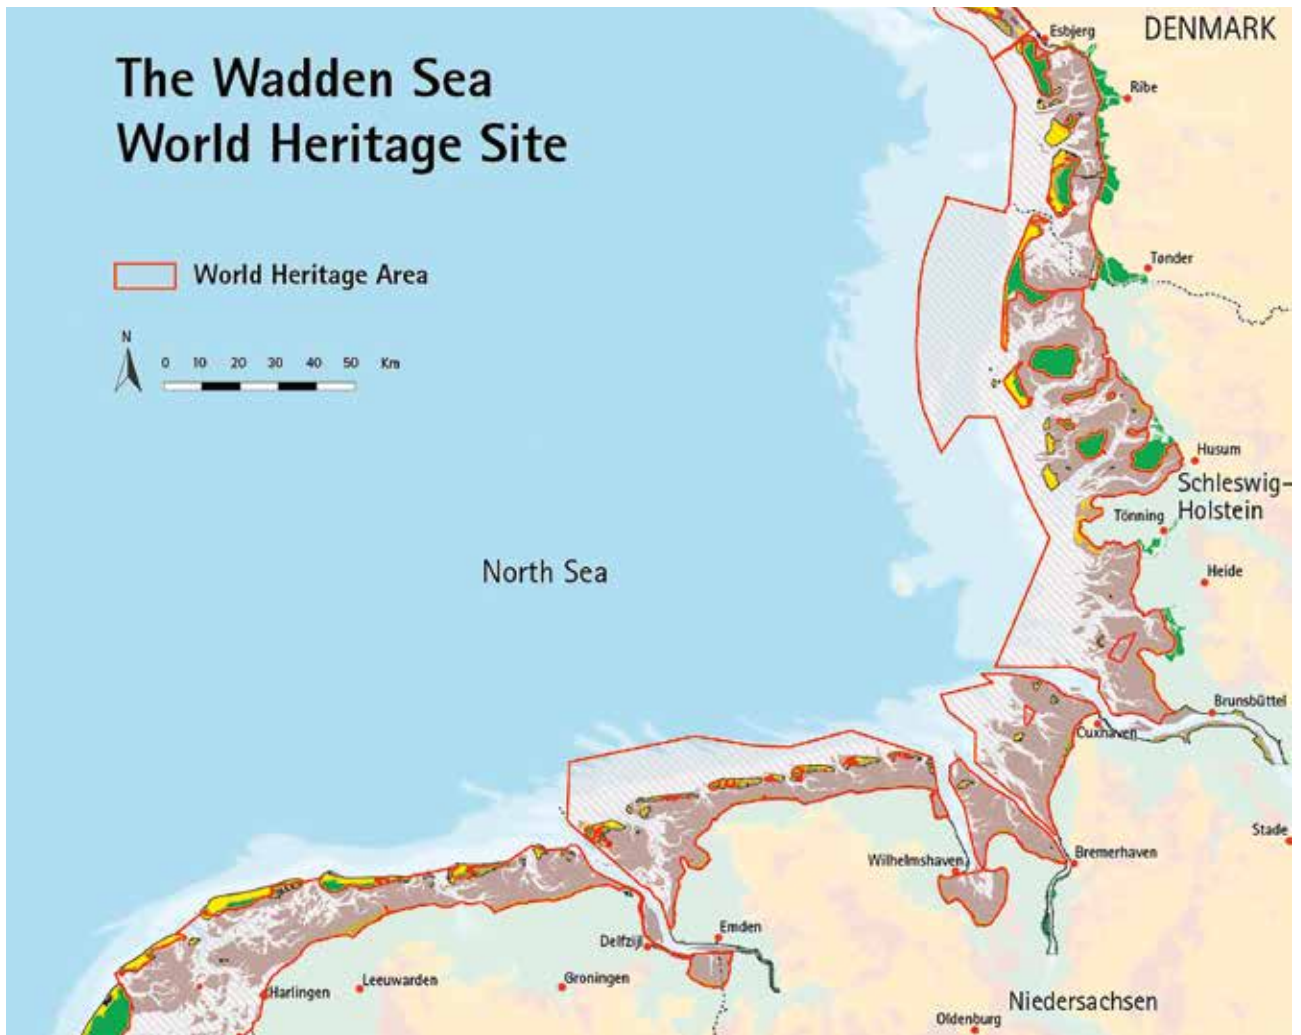 The Wadden Sea
World Heritage Site
World Heritage Area
N
0 10 20 30 40 50 Km
DENMARK
Esbjerg
Ribe
Tønder
Husum
Schleswig-
Holstein
Tönning
Heide
North Sea
Brunsbüttel
Cuxhaven
Stade
Wilhelmshaven
Bremerhaven
Emden
Delfzijl
Groningen
Leeuwarden
Harlingen
Niedersachsen
Oldenburg